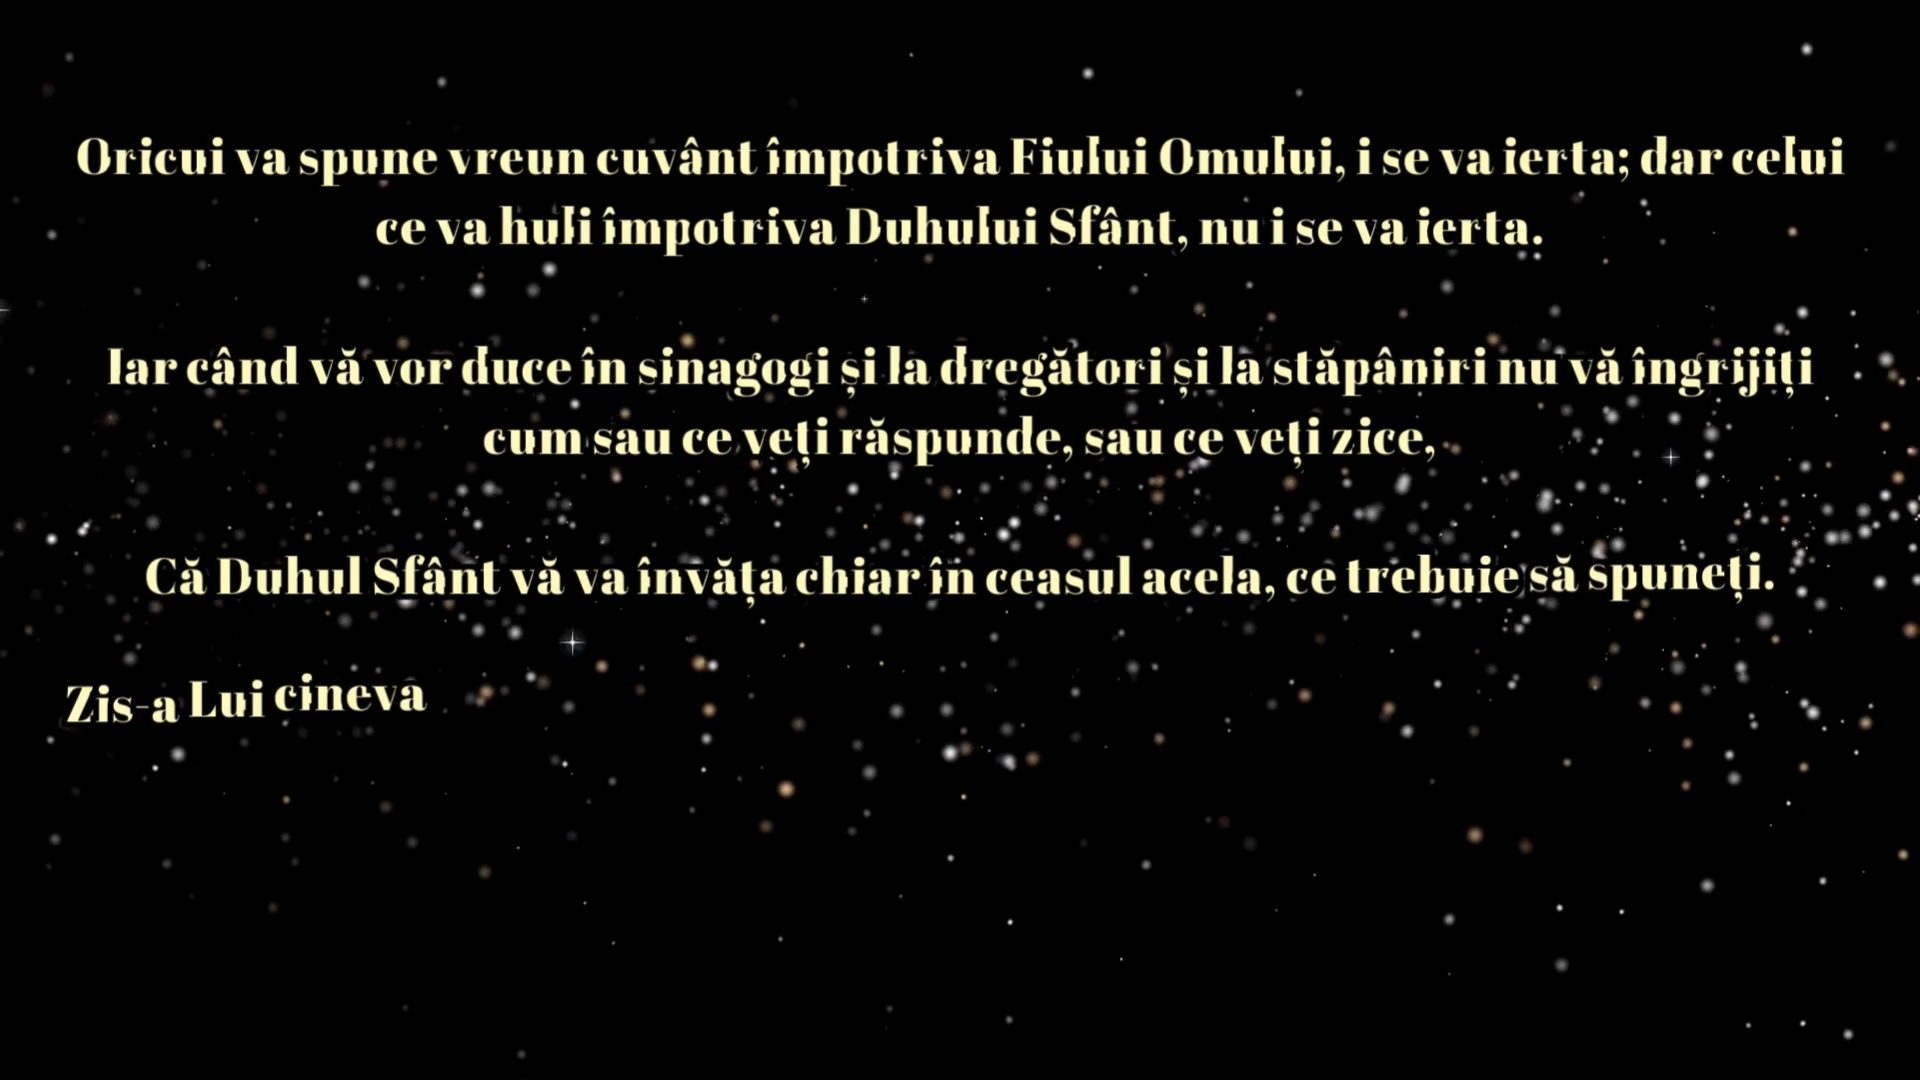 Oricui va spune vreun cuvânt împotriva Fiului Omului, i se va ierta; dar celui
ce va huli împotriva Duhului Sfânt, nu i se va ierta.
Iar când vă vor duce în sinagogi și la dregători și la stăpâniri nu vă îngrijiți
cum sau ce veți răspunde, sau ce veți zice,
Că Duhul Sfânt vă va învăța chiar în ceasul acela, ce trebuie să spuneți.
Zis-a Lui cineva